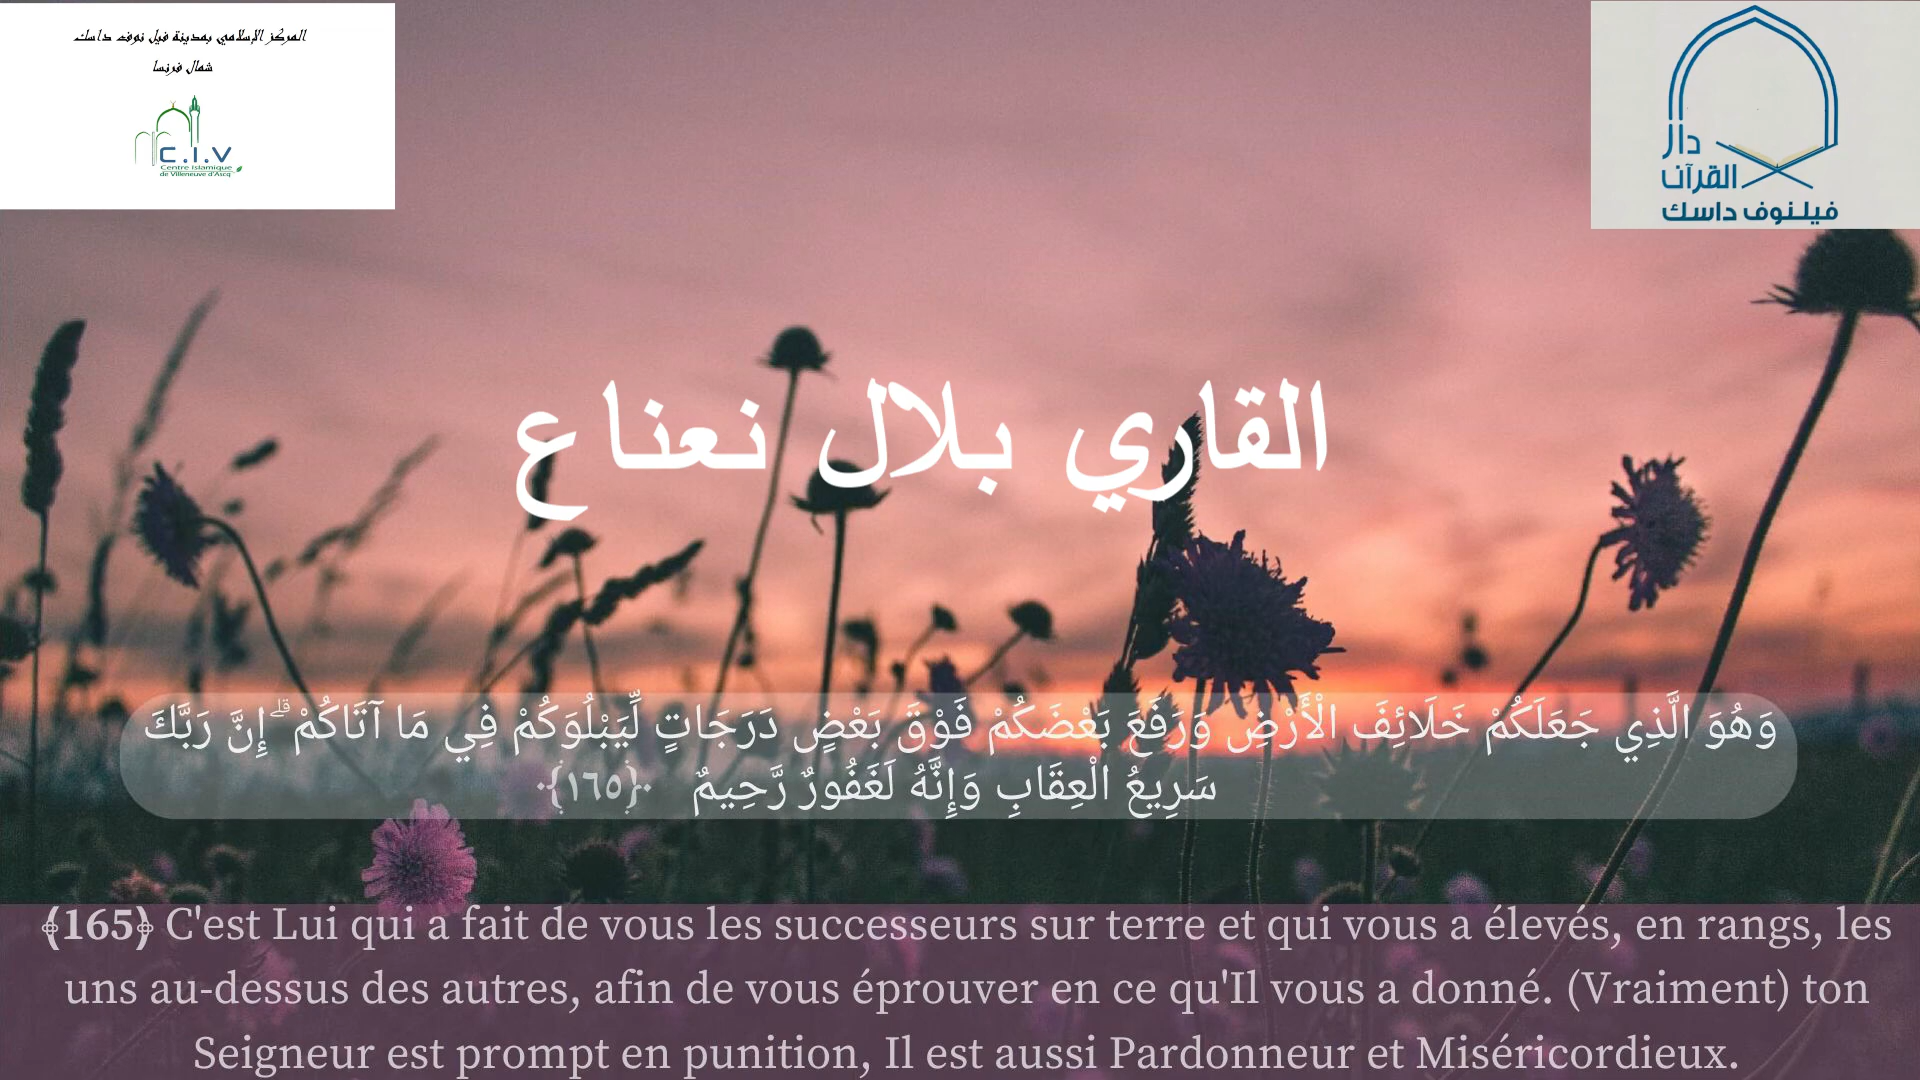 المركز الإسلامي بمدينة فيل نوف داسك
شمال فرنسا
C.I.V
Centre Islamique
de Villeneuve d'Ascq
دار
القرآن
فيلنوف داسك
القاري بلال نعناع
وَهُوَ الَّذِي جَعَلَكُمْ خَلَائِفَ الْأَرْضِ وَرَفَعَ بَعْضَكُمْ فَوْقَ بَعْضٍ دَرَجَاتٍ لِّيَبْلُوَكُمْ فِي مَا آتَاكُمْ ۗ إِنَّ رَبَّكَ
سَرِيعُ الْعِقَابِ وَإِنَّهُ لَغَفُورٌ رَّحِيمٌ ﴿١٦٥﴾
﴾165﴿ C'est Lui qui a fait de vous les successeurs sur terre et qui vous a élevés, en rangs, les
uns au-dessus des autres, afin de vous éprouver en ce qu'Il vous a donné. (Vraiment) ton
Seigneur est prompt en punition, Il est aussi Pardonneur et Miséricordieux.